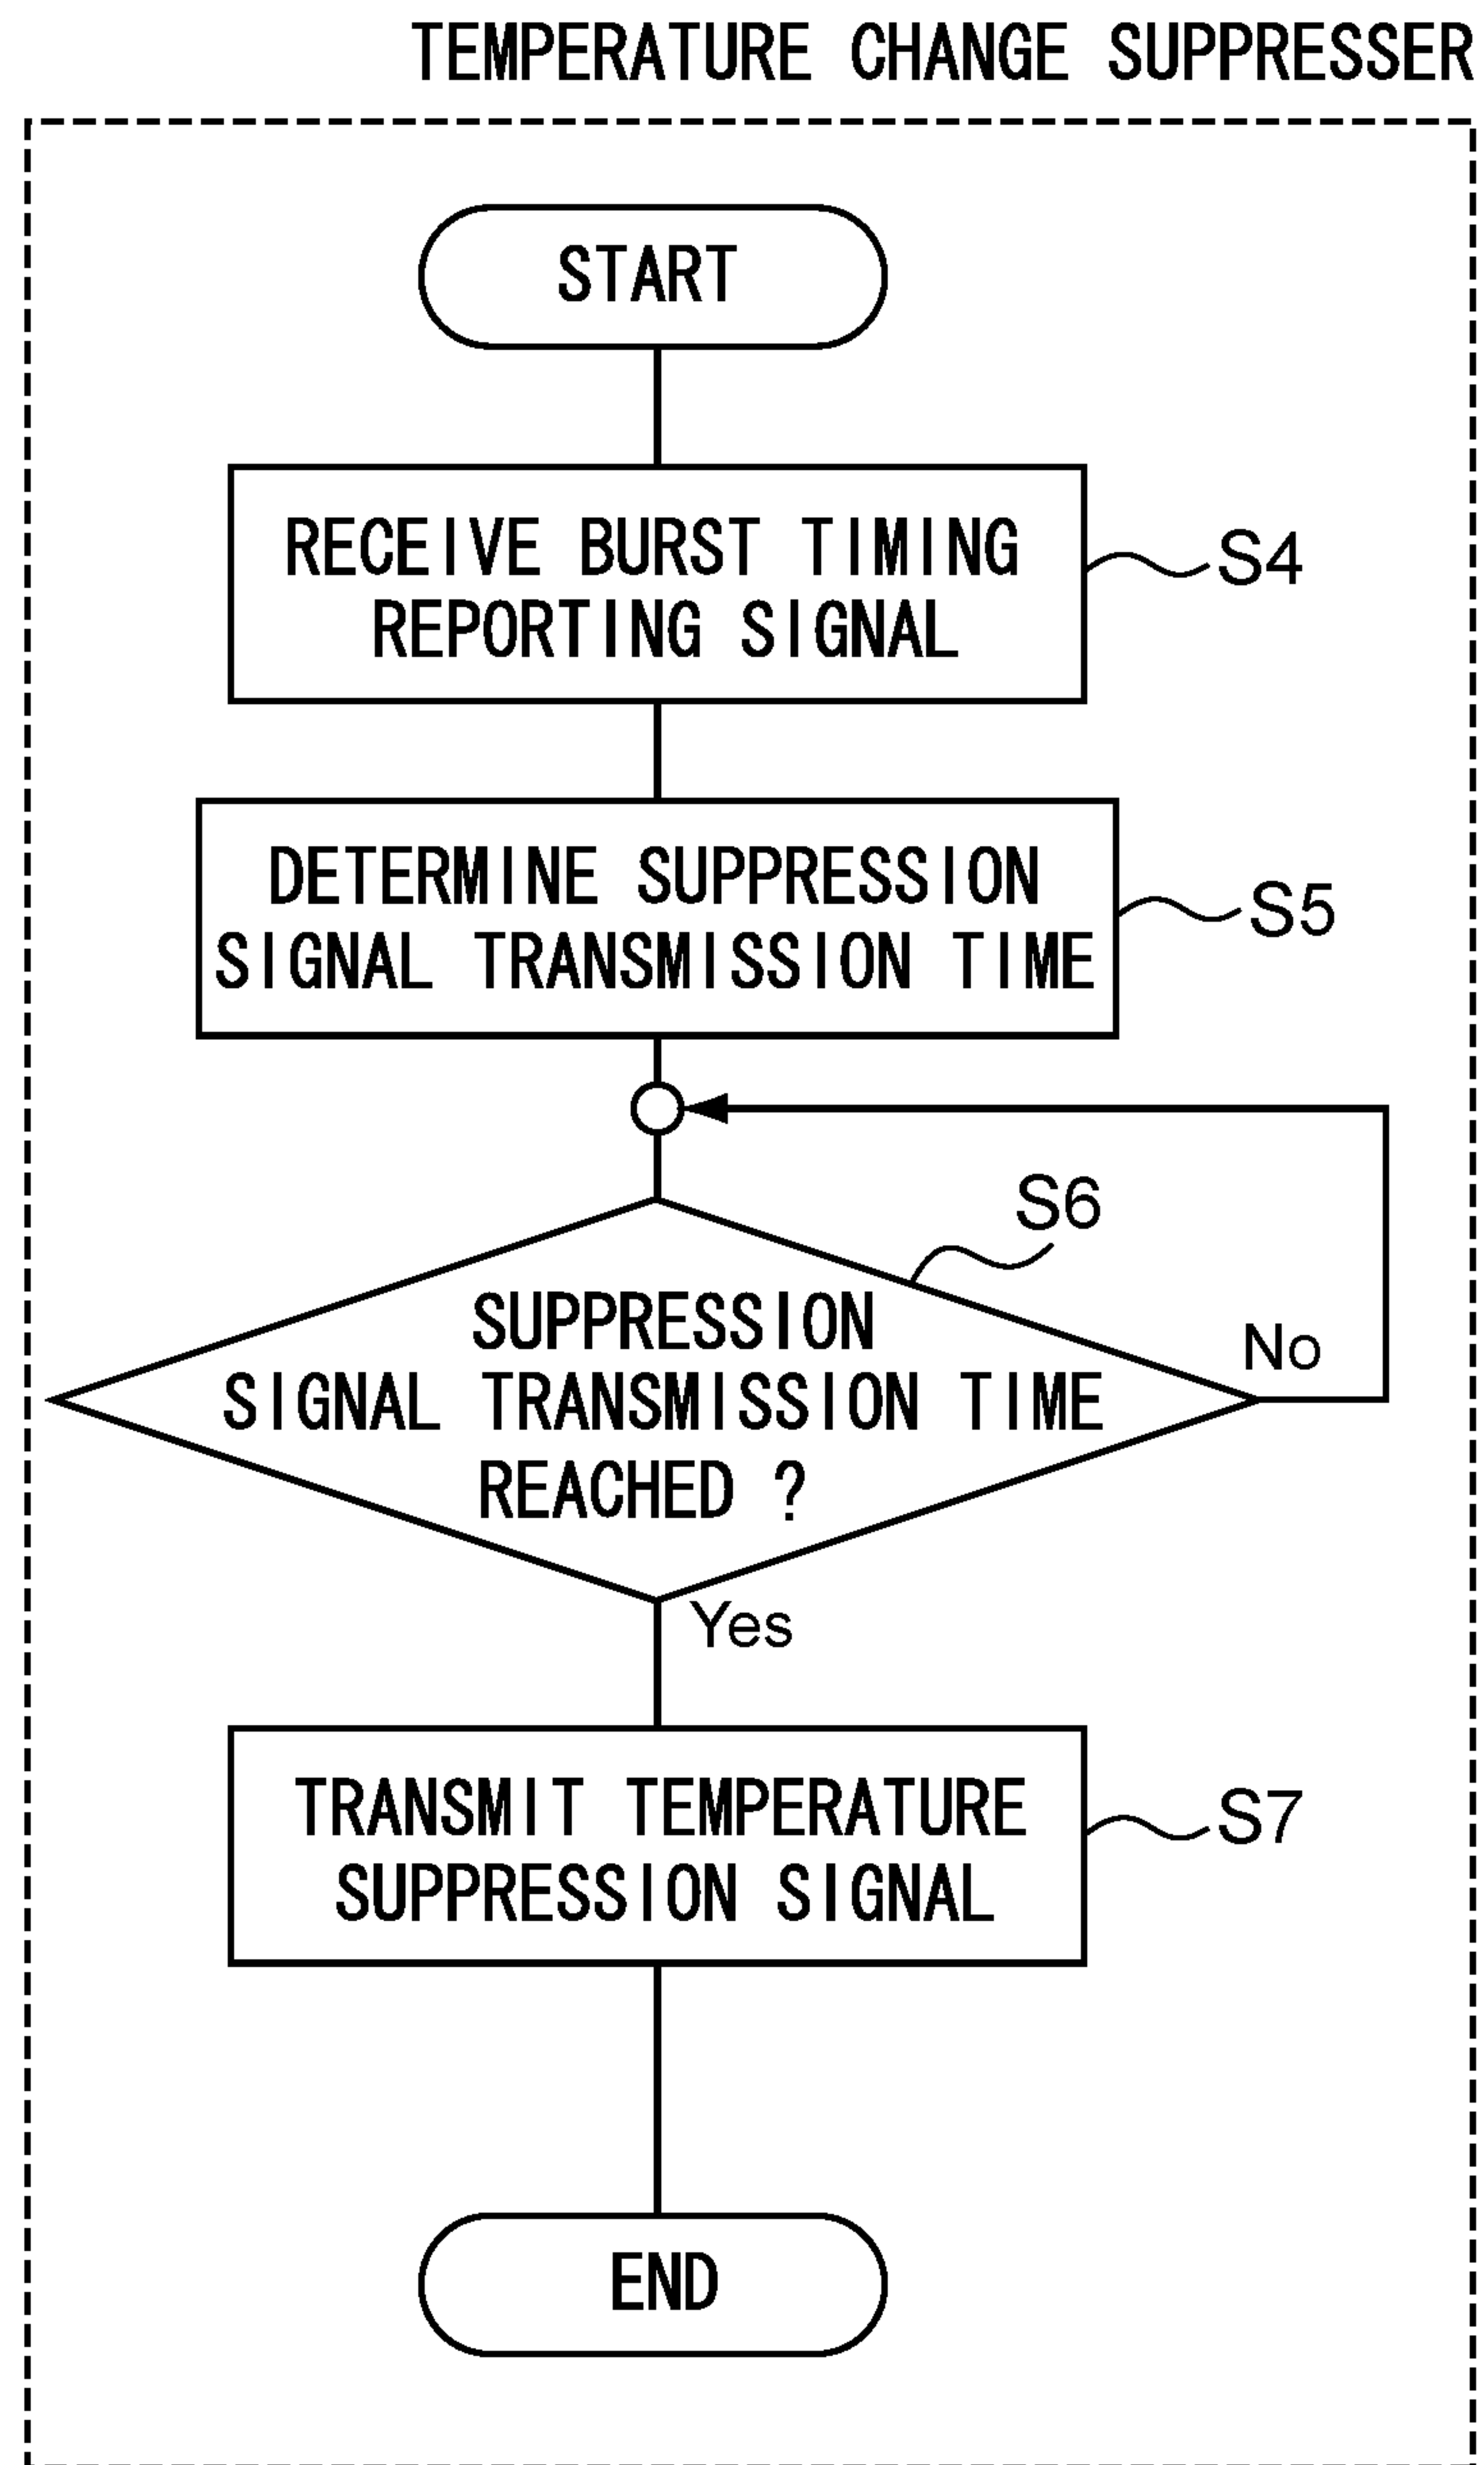 TEMPERATURE CHANGE SUPPRESSER
START
RECEIVE BURST TIMING
REPORTING SIGNAL
S4
DETERMINE SUPPRESSION
SIGNAL TRANSMISSION TIME
S5
S6
SUPPRESSION
SIGNAL TRANSMISSION TIME
REACHED ?
No
Yes
TRANSMIT TEMPERATURE
SUPPRESSION SIGNAL
S7
END